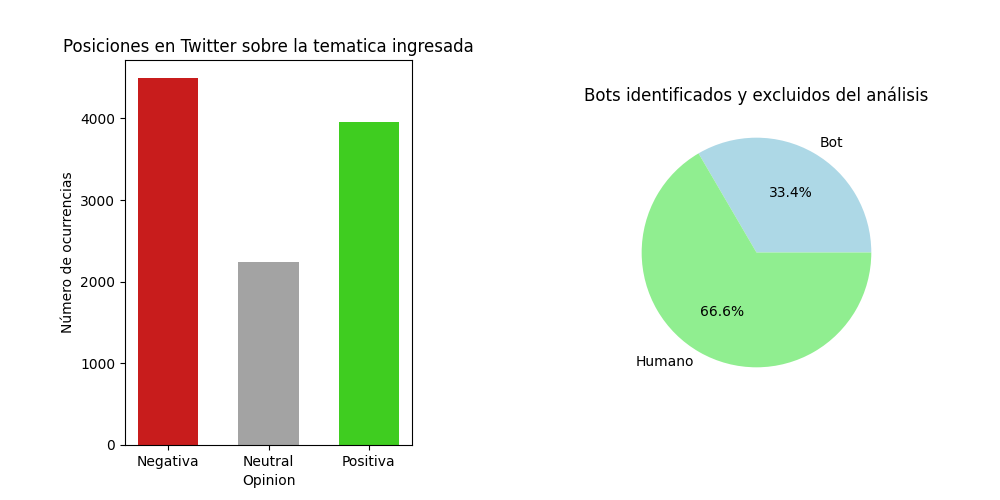 Posiciones en Twitter sobre la tematica ingresada
Número de ocurrencias
4000
3000
2000
1000
0
Negativa
Neutral
Positiva
Opinion
Bots identificados y excluidos del análisis
Bot
33.4%
66.6%
Humano